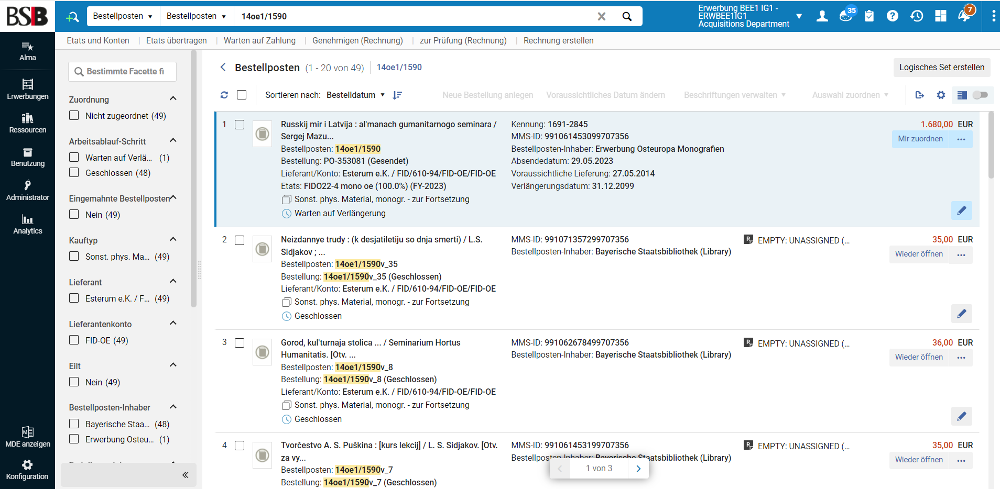 BSB
Bestellposten
Bestellposten
14oe1/1590
Erwerbung BEE1 IG1 -
ERWBEE1IG1
Acquisitions Department
35
7
Etats und Konten
Etats übertragen
Warten auf Zahlung
Genehmigen (Rechnung)
zur Prüfung (Rechnung)
Rechnung erstellen
Alma
Erwerbungen
Ressourcen
Benutzung
Administrator
Analytics
MDE anzeigen
Konfiguration
Bestimmte Facette fi
Zuordnung
Nicht zugeordnet (49)
Arbeitsablauf-Schritt
Warten auf Verlä... (1)
Geschlossen (48)
Eingemahnte Bestellposten
Nein (49)
Kauftyp
Sonst. phys. Ma... (49)
Lieferant
Esterum e.K. / F... (49)
Lieferantenkonto
FID-OE (49)
Eilt
Nein (49)
Bestellposten-Inhaber
Bayerische Staa... (48)
Erwerbung Osteu... (1)
Bestellposten (1 - 20 von 49) 14oe1/1590
Logisches Set erstellen
Sortieren nach: Bestelldatum
Neue Bestellung anlegen
Voraussichtliches Datum ändern
Beschriftungen verwalten
Auswahl zuordnen
1
Russkij mir i Latvija : al'manach gumanitarnogo seminara /
Sergej Mazu...
Bestellposten: 14oe1/1590
Bestellung: PO-353081 (Gesendet)
Lieferant/Konto: Esterum e.K. / FID/610-94/FID-OE/FID-OE
Etats: FIDO22-4 mono oe (100.0%) (FY-2023)
Sonst. phys. Material, monogr. - zur Fortsetzung
Warten auf Verlängerung
Kennung: 1691-2845
MMS-ID: 991061453099707356
Bestellposten-Inhaber: Erwerbung Osteuropa Monografien
Absendedatum: 29.05.2023
Voraussichtliche Lieferung: 27.05.2014
Verlängerungsdatum: 31.12.2099
1.680,00 EUR
Mir zuordnen
2
Neizdannye trudy : (k desjatiletiju so dnja smerti) / L.S.
Sidjakov ; ...
Bestellposten: 14oe1/1590v_35
Bestellung: 14oe1/1590v_35 (Geschlossen)
Lieferant/Konto: Esterum e.K. / FID/610-94/FID-OE/FID-OE
Sonst. phys. Material, monogr. - zur Fortsetzung
Geschlossen
MMS-ID: 991071357299707356
Bestellposten-Inhaber: Bayerische Staatsbibliothek (Library)
EMPTY: UNASSIGNED (...
35,00 EUR
Wieder öffnen
3
Gorod, kul'turnaja stolica ... / Seminarium Hortus
Humanitatis. [Otv. ...
Bestellposten: 14oe1/1590v_8
Bestellung: 14oe1/1590v_8 (Geschlossen)
Lieferant/Konto: Esterum e.K. / FID/610-94/FID-OE/FID-OE
Sonst. phys. Material, monogr. - zur Fortsetzung
Geschlossen
MMS-ID: 991062678499707356
Bestellposten-Inhaber: Bayerische Staatsbibliothek (Library)
EMPTY: UNASSIGNED (...
36,00 EUR
Wieder öffnen
4
Tvorčestvo A. S. Puškina : [kurs lekcij] / L. S. Sidjakov. [Otv.
za vy...
Bestellposten: 14oe1/1590v_7
Bestellung: 14oe1/1590v_7 (Geschlossen)
MMS-ID: 991061453199707356
Bestellposten-Inhaber: Bayerische Staatsbibliothek (Library)
EMPTY: UNASSIGNED (...
35,00 EUR
Wieder öffnen
1 von 3